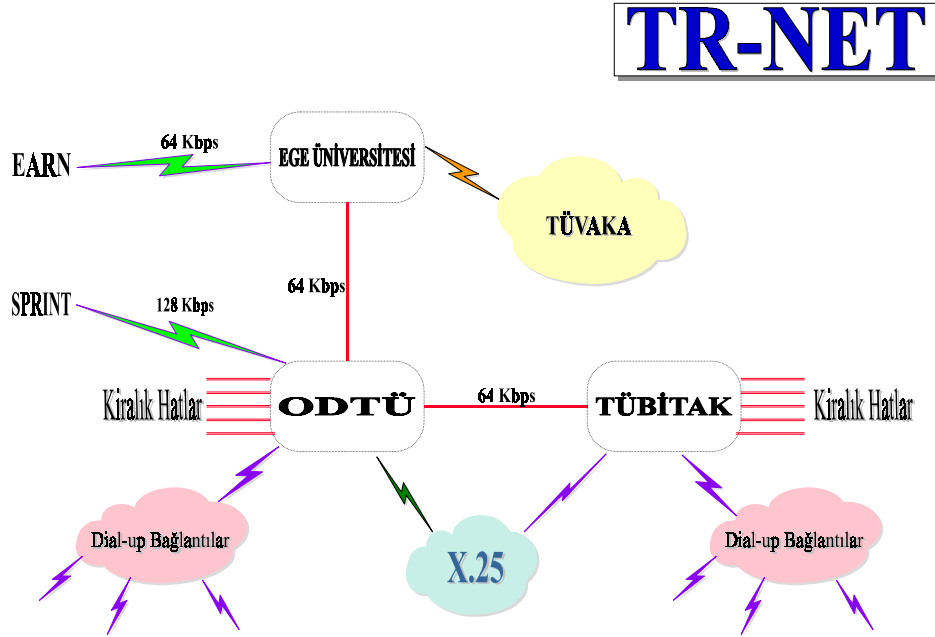 TR-NET
64 Kbps
EARN
EGE ÜNİVERSİTESİ
TÜVAKA
64 Kbps
SPRINT
128 Kbps
Kiralık Hatlar
ODTÜ
64 Kbps
TÜBİTAK
Kiralık Hatlar
Dial-up Bağlantılar
X.25
Dial-up Bağlantılar